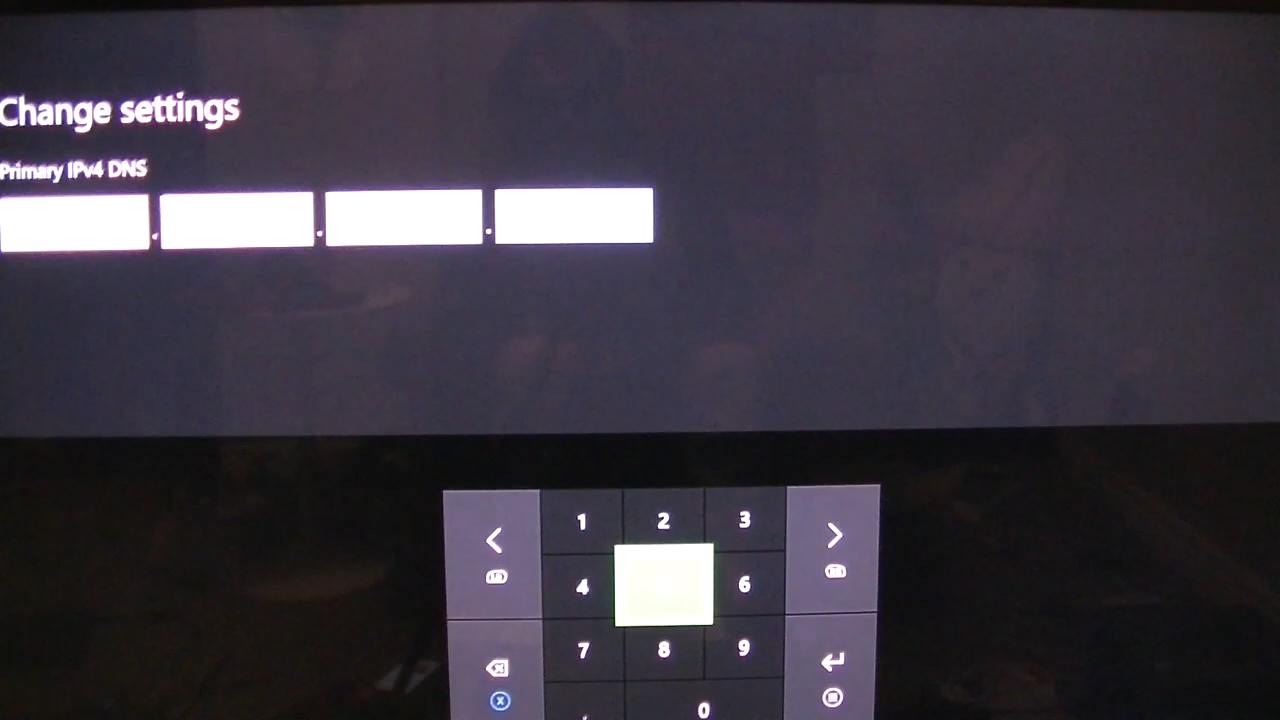 Change settings
Primary IPv4 DNS
. . .
1 2 3
4 6
7 8 9
X
0